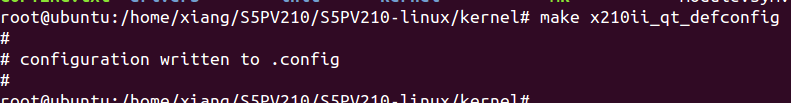 root@ubuntu:/home/xiang/S5PV210/S5PV210-linux/kernel# make x210ii_qt_defconfig
#
# configuration written to .config
#
root@ubuntu:/home/xiang/S5PV210/S5PV210-linux/kernel#